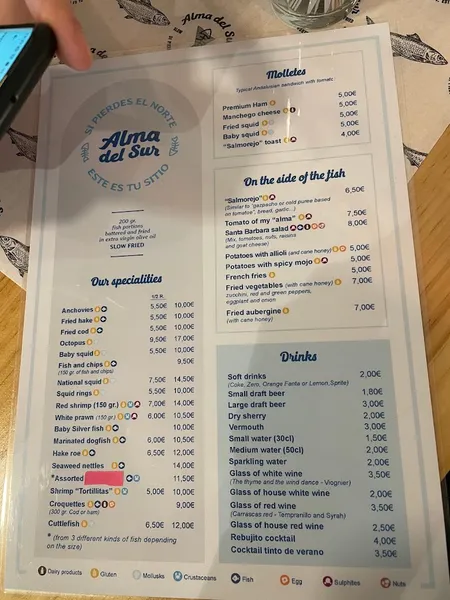 Alma del Sur
SI PIERDES EL NORTE
Alma
del Sur
ESTE ES TU SITIO
200 gr.
fish portions
battered and fried
in extra virgin olive oil
SLOW FRIED
Our specialities
1/2 R.
Anchovies 5,50€ 10,00€
Fried hake 5,50€ 10,00€
Fried cod 5,50€ 10,00€
Octopus 9,50€ 17,00€
Baby squid 5,50€ 10,00€
Fish and chips 9,50€
(150 gr. of fish and chips)
National squid 7,50€ 14,50€
Squid rings 5,50€ 10,00€
Red shrimp (150 gr.) 7,00€ 14,00€
White prawn (150 gr.) 6,00€ 10,50€
Baby Silver fish 10,00€
Marinated dogfish 6,00€ 10,50€
Hake roe 6,50€ 12,00€
Seaweed nettles 14,00€
*Assorted 11,50€
Shrimp "Tortillitas" 5,00€ 10,00€
Croquettes 9,00€
(300 gr. Cod or ham)
Cuttlefish 6,50€ 12,00€
* (from 3 different kinds of fish depending
on the size)
Molletes
Typical Andalusian sandwich with tomato
Premium Ham 5,00€
Manchego cheese 5,00€
Fried squid 5,00€
Baby squid 5,00€
"Salmorejo" toast 4,00€
On the side of the fish
"Salmorejo" 6,50€
(Similar to "gazpacho or cold puree based
on tomatoe", bread, garlic...)
Tomato of my "alma" 7,50€
Santa Barbara salad 8,00€
(Mix, tomatoes, nuts, raisins
and goat cheese)
Potatoes with allioli (and cane honey) 5,00€
Potatoes with spicy mojo 5,00€
French fries 5,00€
Fried vegetables (with cane honey) 7,00€
zucchini, red and green peppers,
eggplant and onion
Fried aubergine 7,00€
(with cane honey)
Drinks
Soft drinks 2,00€
(Coke, Zero, Orange Fanta or Lemon,Sprite)
Small draft beer 1,80€
Large draft beer 3,00€
Dry sherry 2,00€
Vermouth 3,00€
Small water (30cl) 1,50€
Medium water (50cl) 2,00€
Sparkling water 2,00€
Glass of white wine 3,50€
(The thyme and the wind dance - Viognier)
Glass of house white wine 2,00€
Glass of red wine 3,50€
(Carrascas red - Tempranillo and Syrah)
Glass of house red wine 2,50€
Rebujito cocktail 4,00€
Cocktail tinto de verano 3,50€
Dairy products Gluten Mollusks Crustaceans Fish Egg Sulphites Nuts